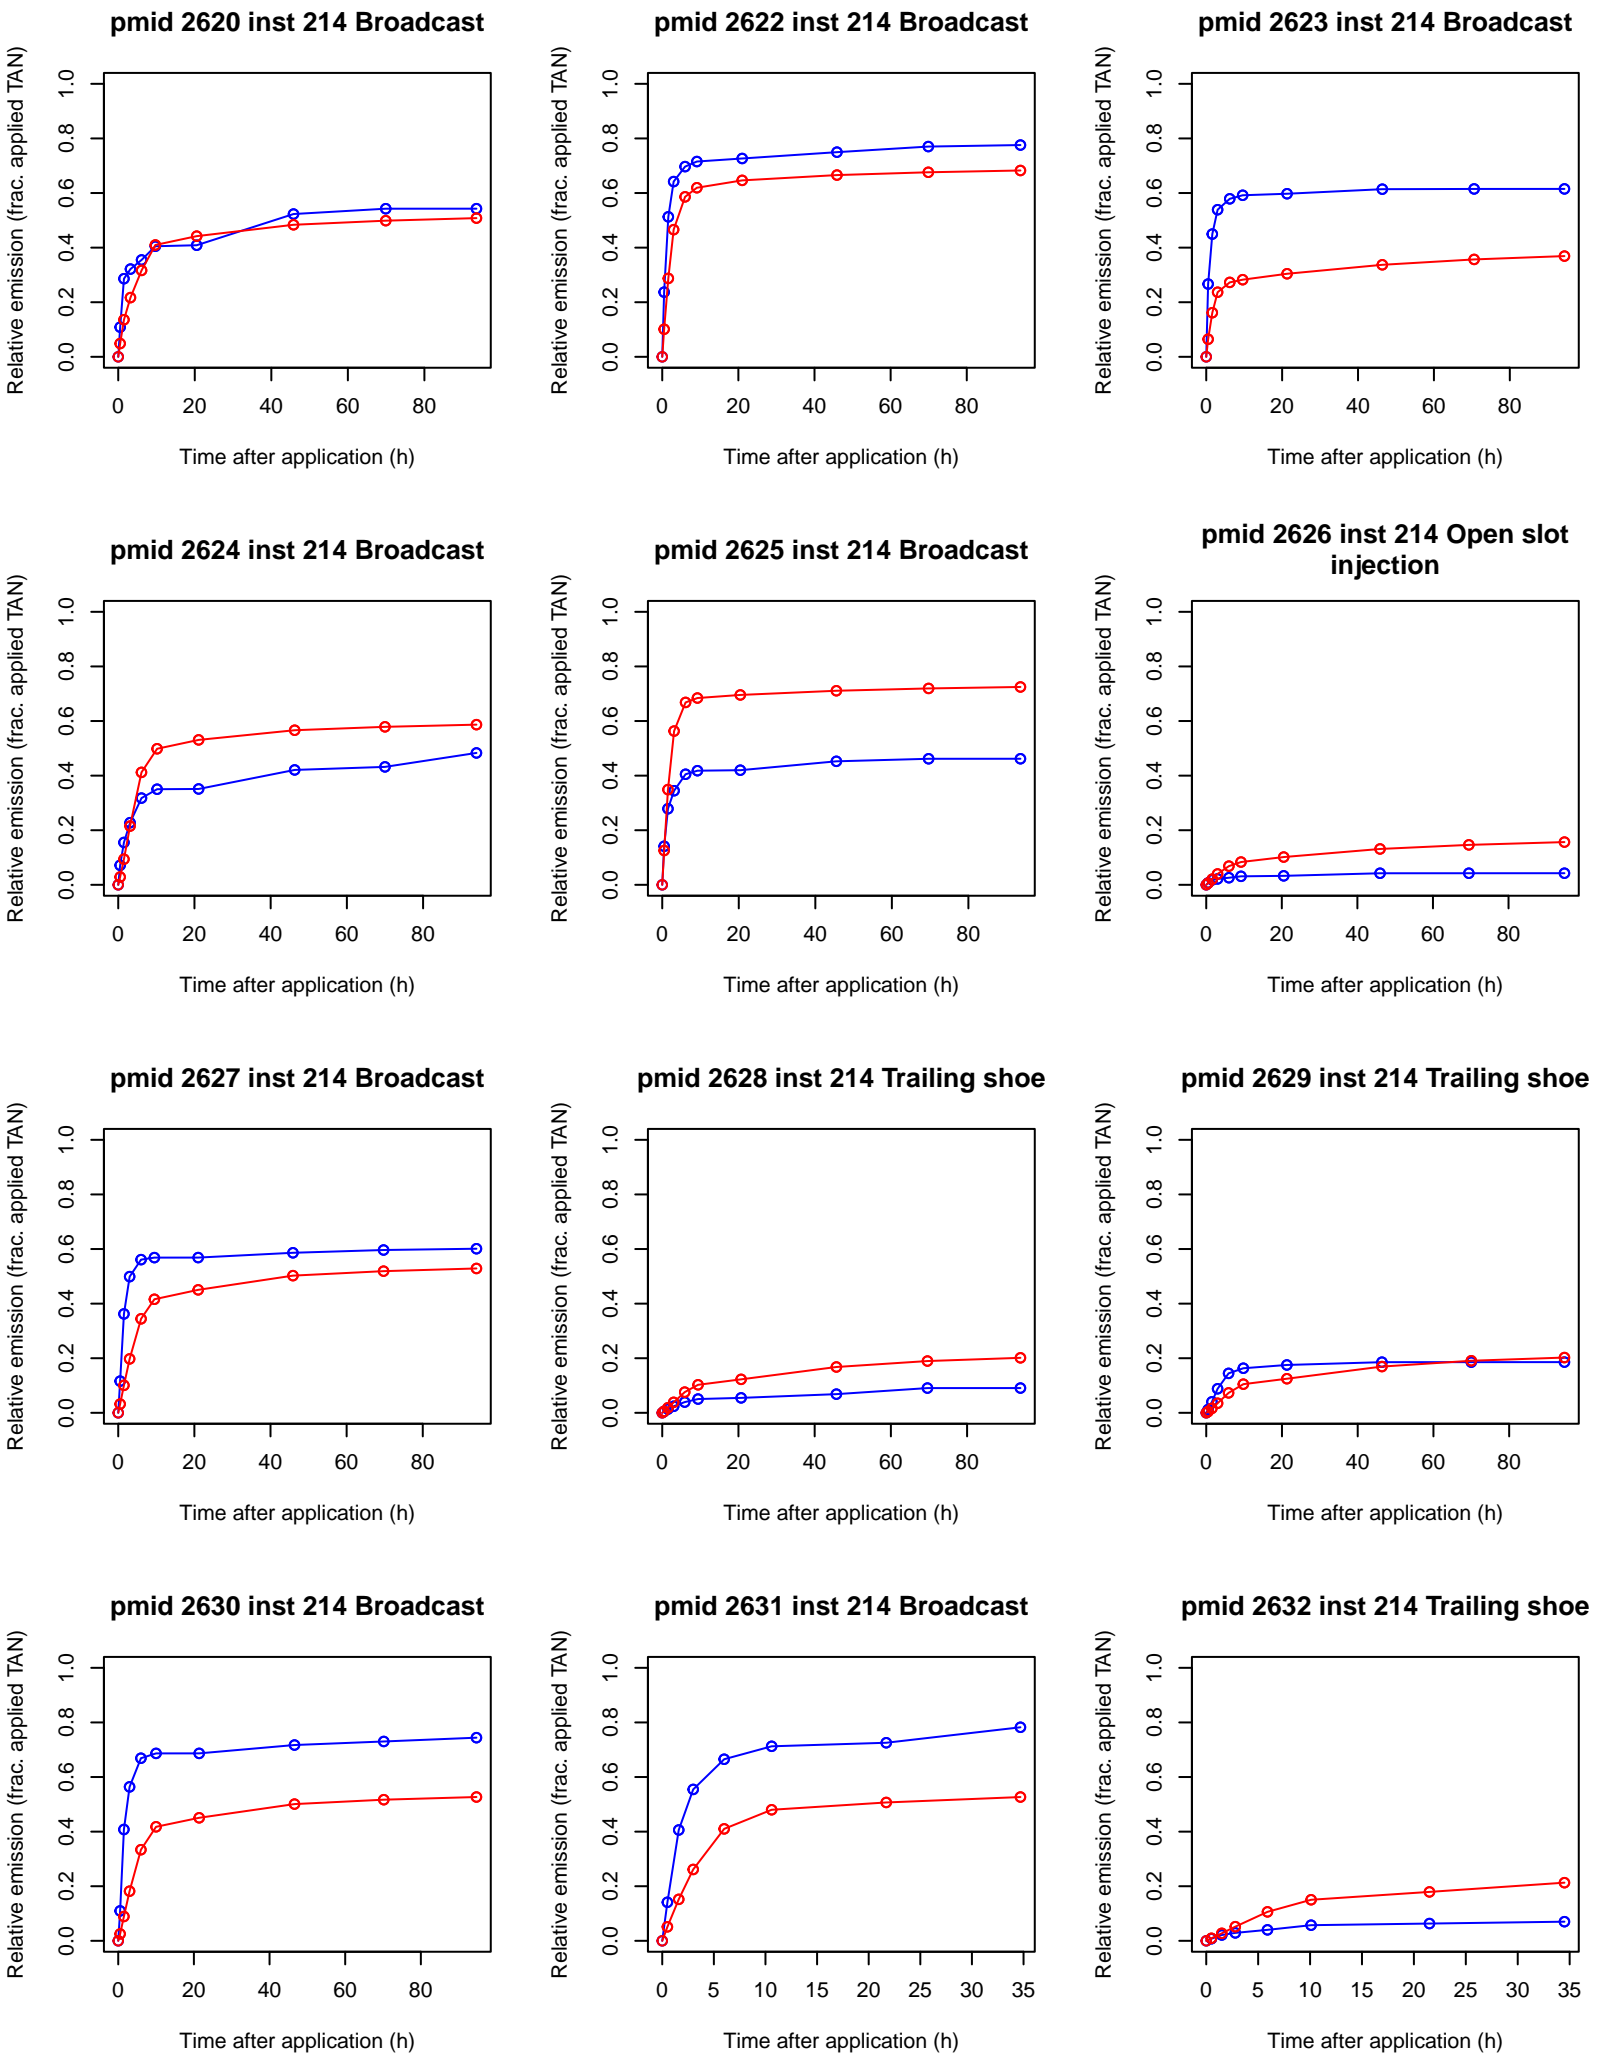 pmid 2620 inst 214 Broadcast
Relative emission (frac. applied TAN)
0.0 0.2 0.4 0.6 0.8 1.0
0 20 40 60 80
Time after application (h)
pmid 2622 inst 214 Broadcast
Relative emission (frac. applied TAN)
0.0 0.2 0.4 0.6 0.8 1.0
0 20 40 60 80
Time after application (h)
pmid 2623 inst 214 Broadcast
Relative emission (frac. applied TAN)
0.0 0.2 0.4 0.6 0.8 1.0
0 20 40 60 80
Time after application (h)
pmid 2624 inst 214 Broadcast
Relative emission (frac. applied TAN)
0.0 0.2 0.4 0.6 0.8 1.0
0 20 40 60 80
Time after application (h)
pmid 2625 inst 214 Broadcast
Relative emission (frac. applied TAN)
0.0 0.2 0.4 0.6 0.8 1.0
0 20 40 60 80
Time after application (h)
pmid 2626 inst 214 Open slot
injection
Relative emission (frac. applied TAN)
0.0 0.2 0.4 0.6 0.8 1.0
0 20 40 60 80
Time after application (h)
pmid 2627 inst 214 Broadcast
Relative emission (frac. applied TAN)
0.0 0.2 0.4 0.6 0.8 1.0
0 20 40 60 80
Time after application (h)
pmid 2628 inst 214 Trailing shoe
Relative emission (frac. applied TAN)
0.0 0.2 0.4 0.6 0.8 1.0
0 20 40 60 80
Time after application (h)
pmid 2629 inst 214 Trailing shoe
Relative emission (frac. applied TAN)
0.0 0.2 0.4 0.6 0.8 1.0
0 20 40 60 80
Time after application (h)
pmid 2630 inst 214 Broadcast
Relative emission (frac. applied TAN)
0.0 0.2 0.4 0.6 0.8 1.0
0 20 40 60 80
Time after application (h)
pmid 2631 inst 214 Broadcast
Relative emission (frac. applied TAN)
0.0 0.2 0.4 0.6 0.8 1.0
0 5 10 15 20 25 30 35
Time after application (h)
pmid 2632 inst 214 Trailing shoe
Relative emission (frac. applied TAN)
0.0 0.2 0.4 0.6 0.8 1.0
0 5 10 15 20 25 30 35
Time after application (h)